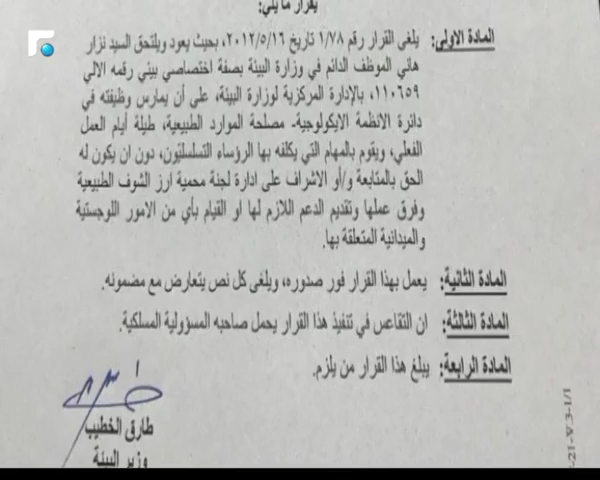 يقرر ما يلي:
المادة الاولى: يلغى القرار رقم ١/٧٨ تاريخ ٢٠١٢/٥/١٦، بحيث يعود ويلتحق السيد نزار
هاني الموظف الدائم في وزارة البيئة بصفة اختصاصي بيئي رقمه الالي
١١٠٦٥٩، بالإدارة المركزية لوزارة البيئة، على أن يمارس وظيفته في
دائرة الانظمة الايكولوجية- مصلحة الموارد الطبيعية، طيلة أيام العمل
الفعلي، ويقوم بالمهام التي يكلفه بها الرؤساء التسلسليّون، دون ان يكون له
الحق بالمتابعة و/أو الاشراف على ادارة لجنة محمية ارز الشوف الطبيعية
وفرق عملها وتقديم الدعم اللازم لها او القيام بأي من الامور اللوجستية
والميدانية المتعلقة بها.
المادة الثانية: يعمل بهذا القرار فور صدوره، ويلغى كل نص يتعارض مع مضمونه.
المادة الثالثة: ان التقاعس في تنفيذ هذا القرار يحمل صاحبه المسؤولية المسلكية.
المادة الرابعة: يبلغ هذا القرار من يلزم.
طارق الخطيب
وزير البيئة